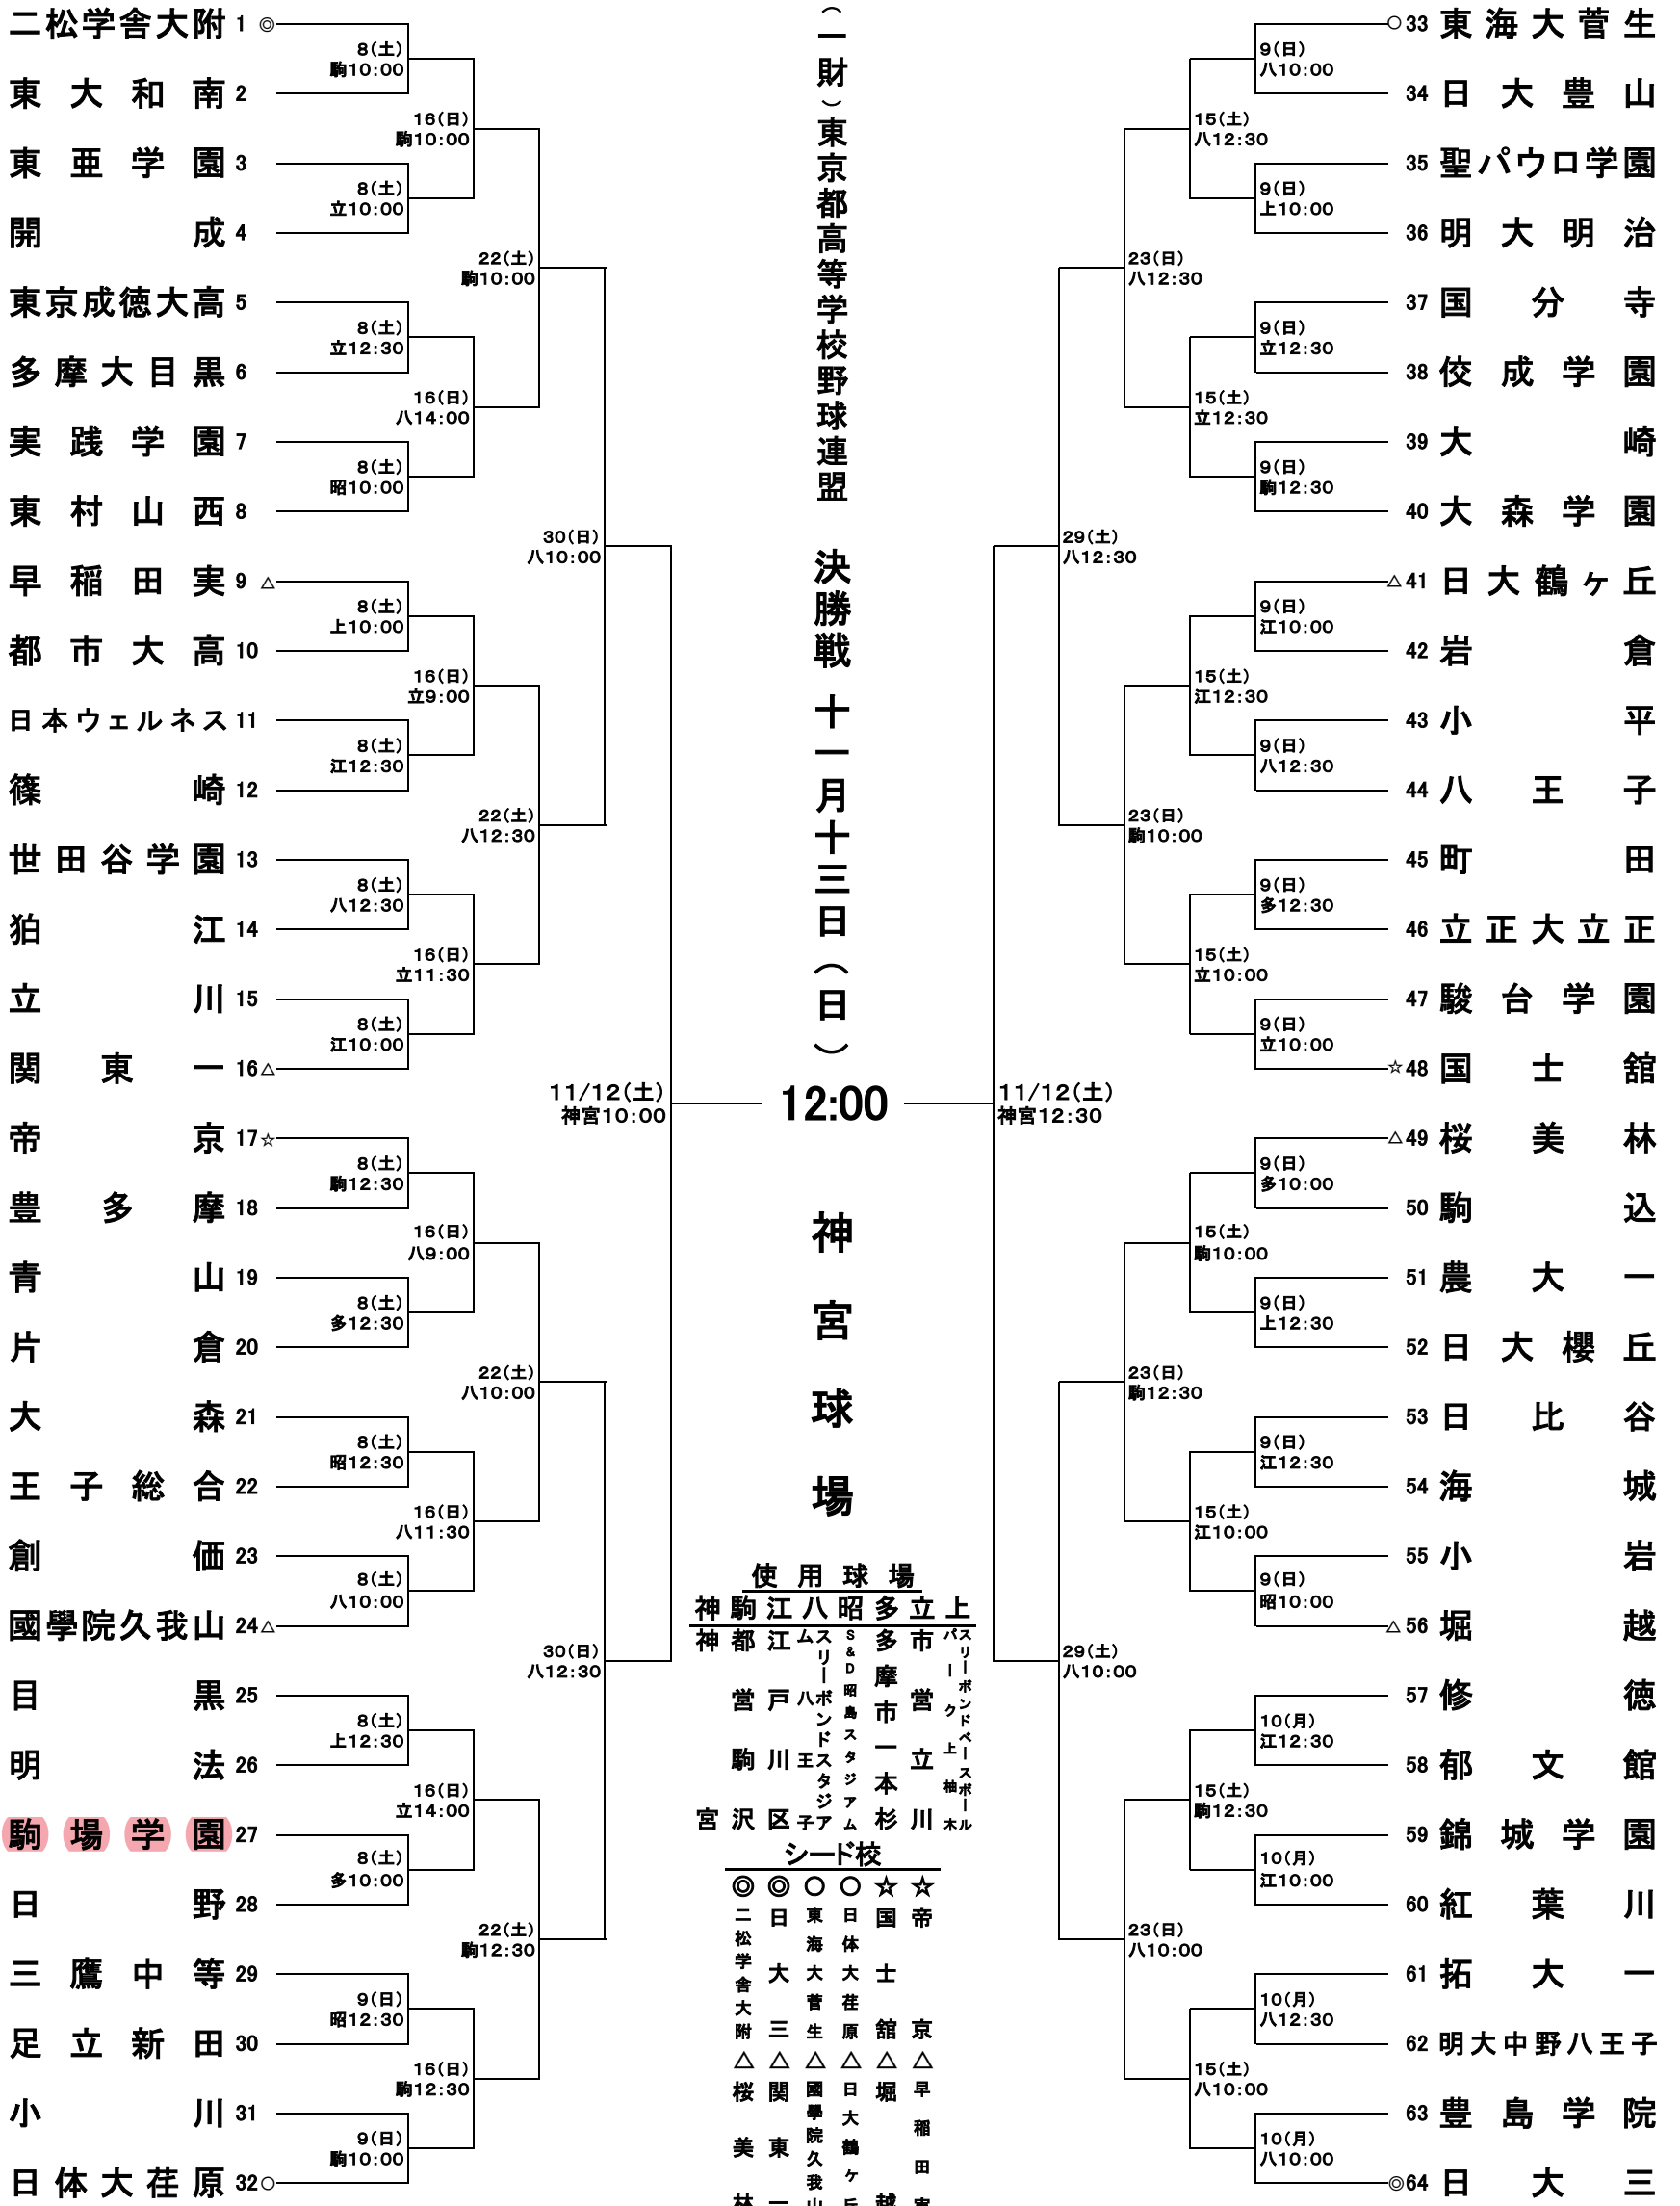 二松学舎大附 1 ◎
東大和南 2
東亜学園 3
開成 4
東京成徳大高 5
多摩大目黒 6
実践学園 7
東村山西 8
早稲田実 9 △
都市大高 10
日本ウェルネス 11
篠崎 12
世田谷学園 13
狛江 14
立川 15
関東一 16△
帝京 17☆
豊多摩 18
青山 19
片倉 20
大森 21
王子総合 22
創価 23
國學院久我山 24△
目黒 25
明法 26
駒場学園 27
日野 28
三鷹中等 29
足立新田 30
小川 31
日体大荏原 32○
8(土)
駒10:00
8(土)
立10:00
8(土)
立12:30
8(土)
昭10:00
8(土)
上10:00
8(土)
江12:30
8(土)
八12:30
8(土)
江10:00
8(土)
駒12:30
8(土)
多12:30
8(土)
昭12:30
8(土)
八10:00
8(土)
上12:30
8(土)
多10:00
9(日)
昭12:30
9(日)
駒10:00
16(日)
駒10:00
16(日)
八14:00
16(日)
立9:00
16(日)
立11:30
16(日)
八9:00
16(日)
八11:30
16(日)
立14:00
16(日)
駒12:30
22(土)
駒10:00
22(土)
八12:30
22(土)
八10:00
22(土)
駒12:30
30(日)
八10:00
30(日)
八12:30
11/12(土)
神宮10:00
(一財)東京都高等学校野球連盟
決勝戦 十一月十三日(日)
12:00
神宮球場
11/12(土)
神宮12:30
29(土)
八12:30
29(土)
八10:00
23(日)
八12:30
23(日)
駒10:00
23(日)
駒12:30
23(日)
八10:00
15(土)
八12:30
15(土)
立12:30
15(土)
江12:30
15(土)
立10:00
15(土)
駒10:00
15(土)
江10:00
15(土)
駒12:30
15(土)
八10:00
9(日)
八10:00
9(日)
上10:00
9(日)
立12:30
9(日)
駒12:30
9(日)
江10:00
9(日)
八12:30
9(日)
多12:30
9(日)
立10:00
9(日)
多10:00
9(日)
上12:30
9(日)
江12:30
9(日)
昭10:00
10(月)
江12:30
10(月)
江10:00
10(月)
八12:30
10(月)
八10:00
○33 東海大菅生
34 日大豊山
35 聖パウロ学園
36 明大明治
37 国分寺
38 佼成学園
39 大崎
40 大森学園
△41 日大鶴ヶ丘
42 岩倉
43 小平
44 八王子
45 町田
46 立正大立正
47 駿台学園
☆48 国士舘
△49 桜美林
50 駒込
51 農大一
52 日大櫻丘
53 日比谷
54 海城
55 小岩
△56 堀越
57 修徳
58 郁文館
59 錦城学園
60 紅葉川
61 拓大一
62 明大中野八王子
63 豊島学院
◎64 日大三
使用球場
上 スリーボンドベースボールパーク上柚木
立 市営立川
多 多摩市一本杉
昭 S&D昭島スタジアム
八 スリーボンドスタジアム八王子
江 江戸川区
駒 都営駒沢
神 神宮
シード校
☆帝京
☆国士舘
○日体大荏原
○東海大菅生
◎日大三
◎二松学舎大附
△早稲田実
△堀越
△日大鶴ヶ丘
△國學院久我山
△関東一
△桜美林